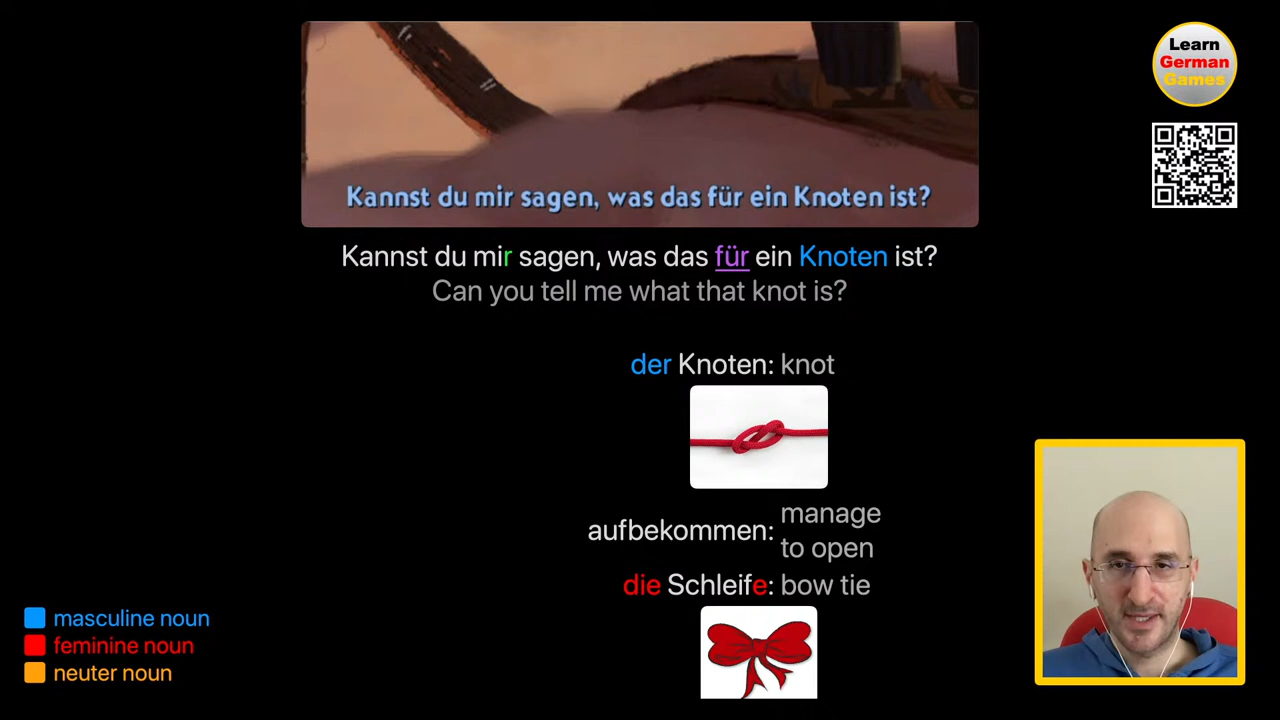 Learn
German
Games
Kannst du mir sagen, was das für ein Knoten ist?
Kannst du mir sagen, was das für ein Knoten ist?
Can you tell me what that knot is?
der Knoten: knot
aufbekommen: manage
to open
die Schleife: bow tie
masculine noun
feminine noun
neuter noun